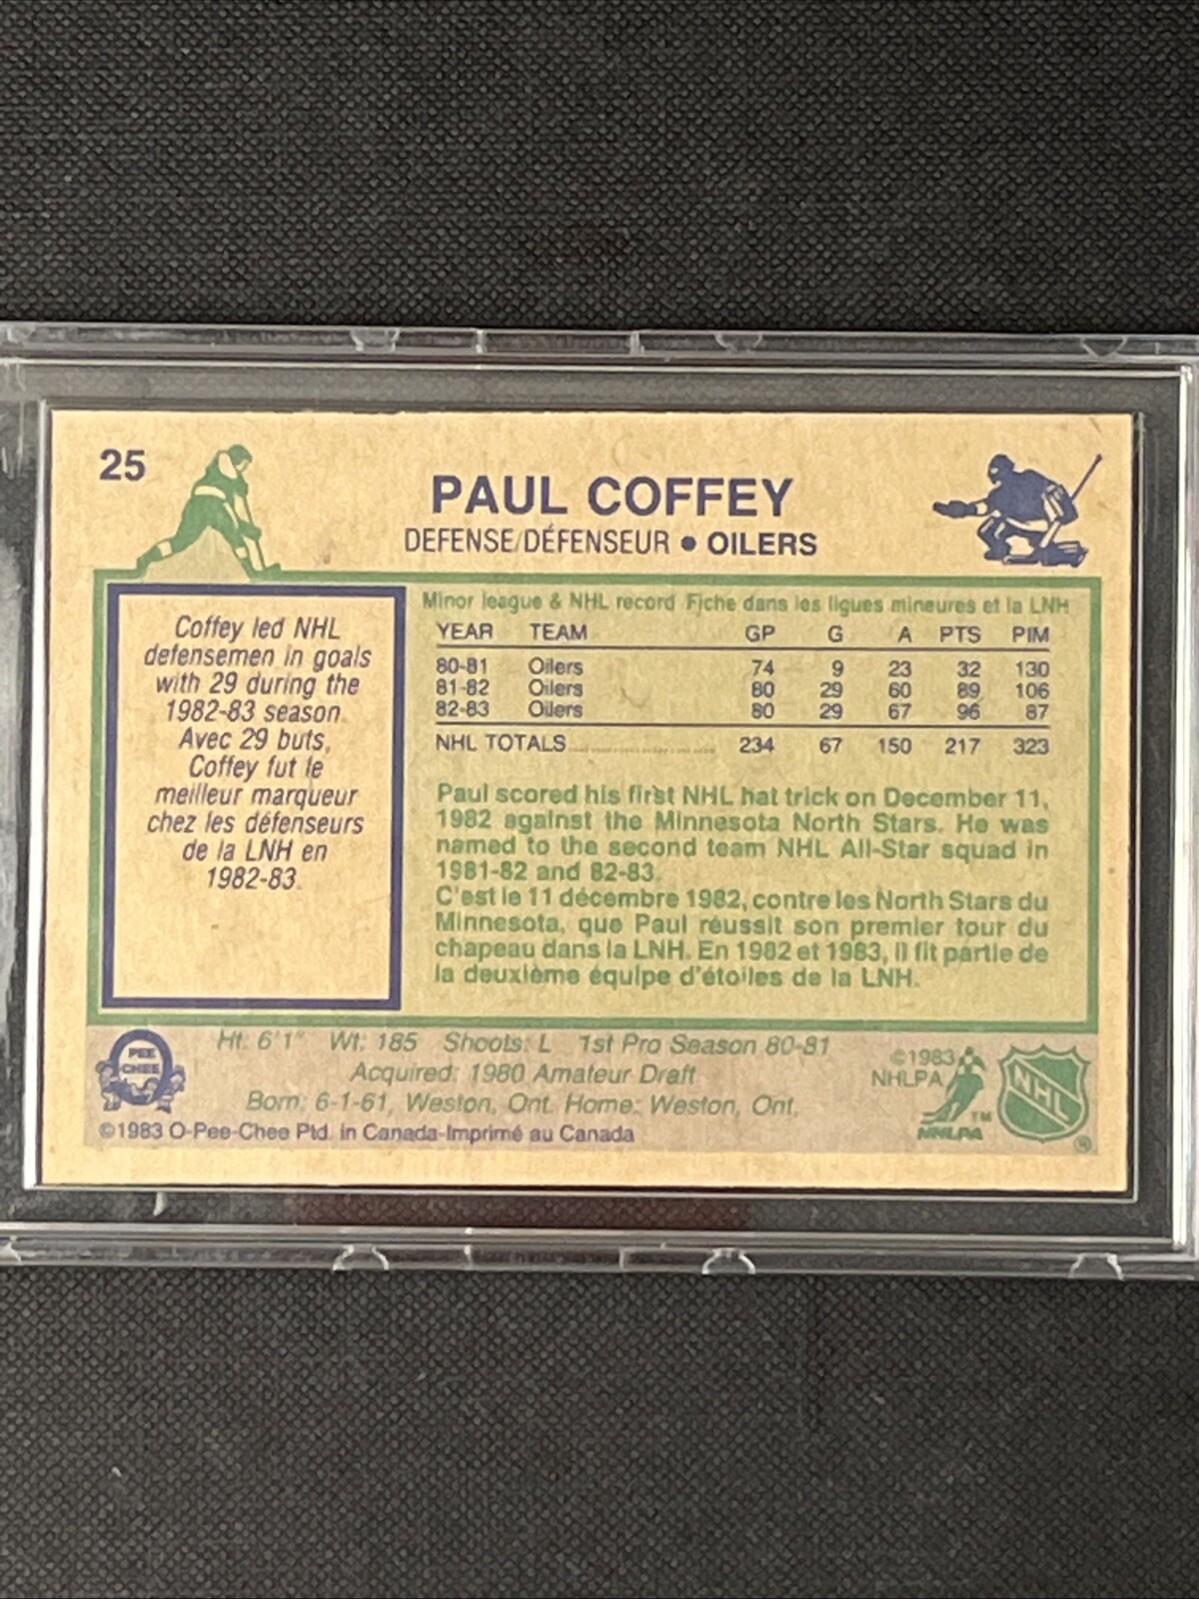 25
PAUL COFFEY
DEFENSE/DÉFENSEUR • OILERS
Coffey led NHL
defensemen in goals
with 29 during the
1982-83 season.
Avec 29 buts,
Coffey fut le
meilleur marqueur
chez les défenseurs
de la LNH en
1982-83.
Minor league & NHL record Fiche dans les ligues mineures et la LNH
YEAR TEAM GP G A PTS PIM
80-81 Oilers 74 9 23 32 130
81-82 Oilers 80 29 60 89 106
82-83 Oilers 80 29 67 96 87
NHL TOTALS 234 67 150 217 323
Paul scored his first NHL hat trick on December 11,
1982 against the Minnesota North Stars. He was
named to the second team NHL All-Star squad in
1981-82 and 82-83.
C'est le 11 décembre 1982, contre les North Stars du
Minnesota, que Paul réussit son premier tour du
chapeau dans la LNH. En 1982 et 1983, il fit partie de
la deuxième équipe d'étoiles de la LNH.
PEE
CHEE
Ht: 6'1" Wt: 185 Shoots: L 1st Pro Season 80-81
Acquired: 1980 Amateur Draft
Born: 6-1-61, Weston, Ont. Home: Weston, Ont.
©1983 O-Pee-Chee Ptd. in Canada-Imprimé au Canada
©1983
NHLPA
TM
NHLPA
NHL
®